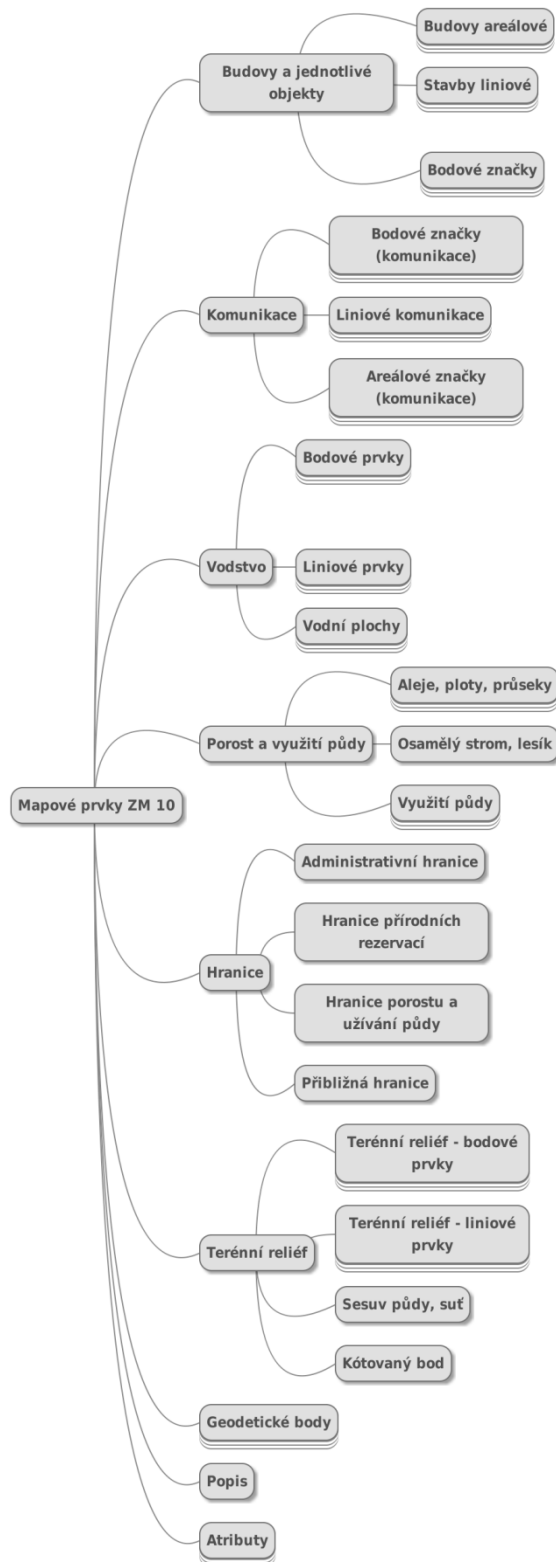 Budovy areálové
Budovy a jednotlivé
objekty
Stavby liniové
Bodové značky
Bodové značky
(komunikace)
Komunikace
Liniové komunikace
Areálové značky
(komunikace)
Bodové prvky
Vodstvo
Liniové prvky
Vodní plochy
Aleje, ploty, průseky
Porost a využití půdy
Osamělý strom, lesík
Využití půdy
Mapové prvky ZM 10
Administrativní hranice
Hranice přírodních
rezervací
Hranice
Hranice porostu a
užívání půdy
Přibližná hranice
Terénní reliéf - bodové
prvky
Terénní reliéf
Terénní reliéf - liniové
prvky
Sesuv půdy, suť
Kótovaný bod
Geodetické body
Popis
Atributy